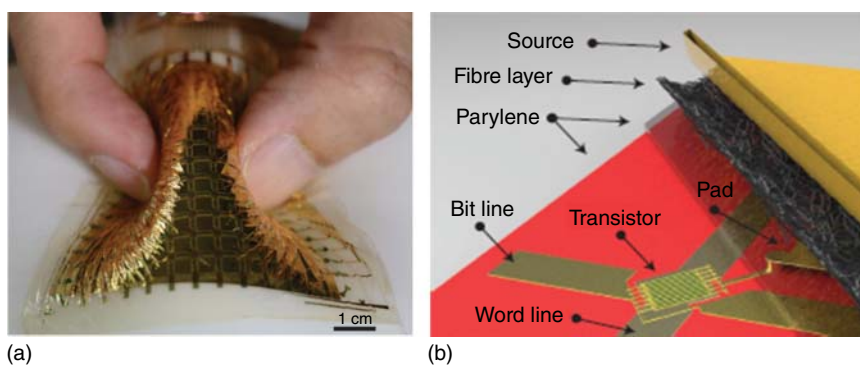 1 cm
(a)
Source
Fibre layer
Parylene
Pad
Bit line
Transistor
Word line
(b)